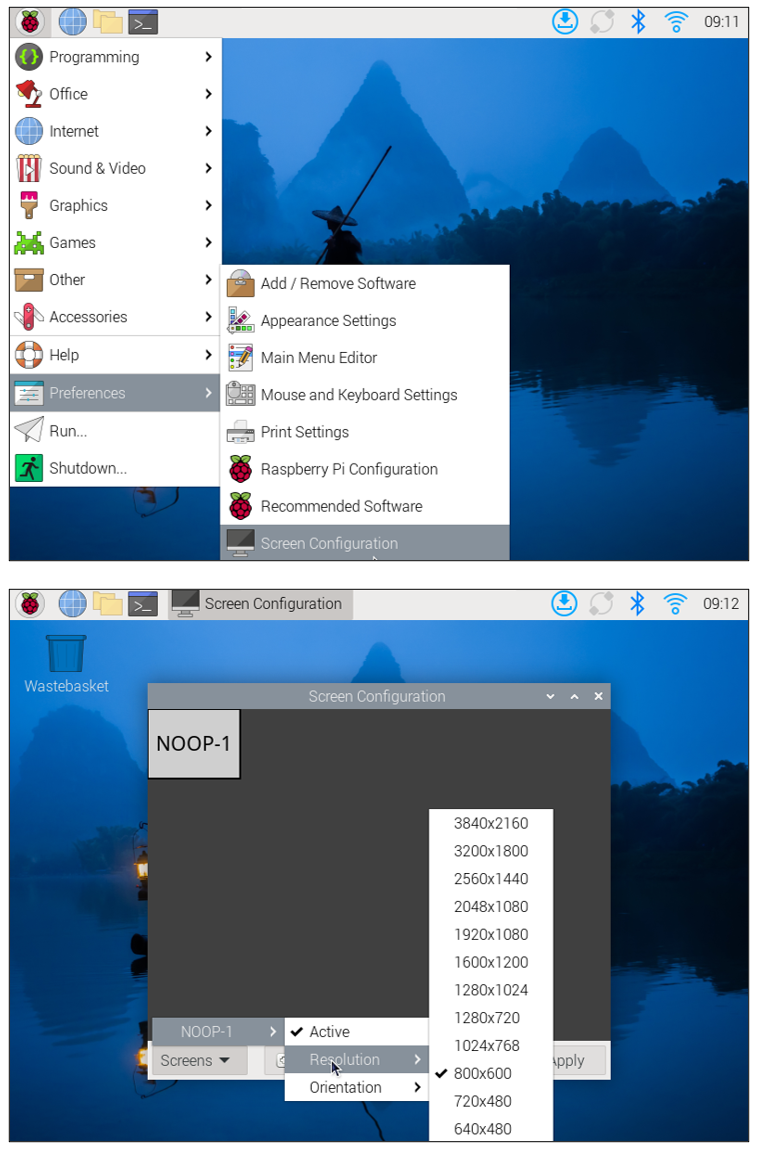 09:11
Programming
Office
Internet
Sound & Video
Graphics
Games
Other
Accessories
Help
Preferences
Run...
Shutdown...
Add / Remove Software
Appearance Settings
Main Menu Editor
Mouse and Keyboard Settings
Print Settings
Raspberry Pi Configuration
Recommended Software
Screen Configuration
Screen Configuration
09:12
Wastebasket
Screen Configuration
NOOP-1
3840x2160
3200x1800
2560x1440
2048x1080
1920x1080
1600x1200
1280x1024
1280x720
1024x768
800x600
720x480
640x480
NOOP-1
Active
Resolution
Orientation
Screens
Apply